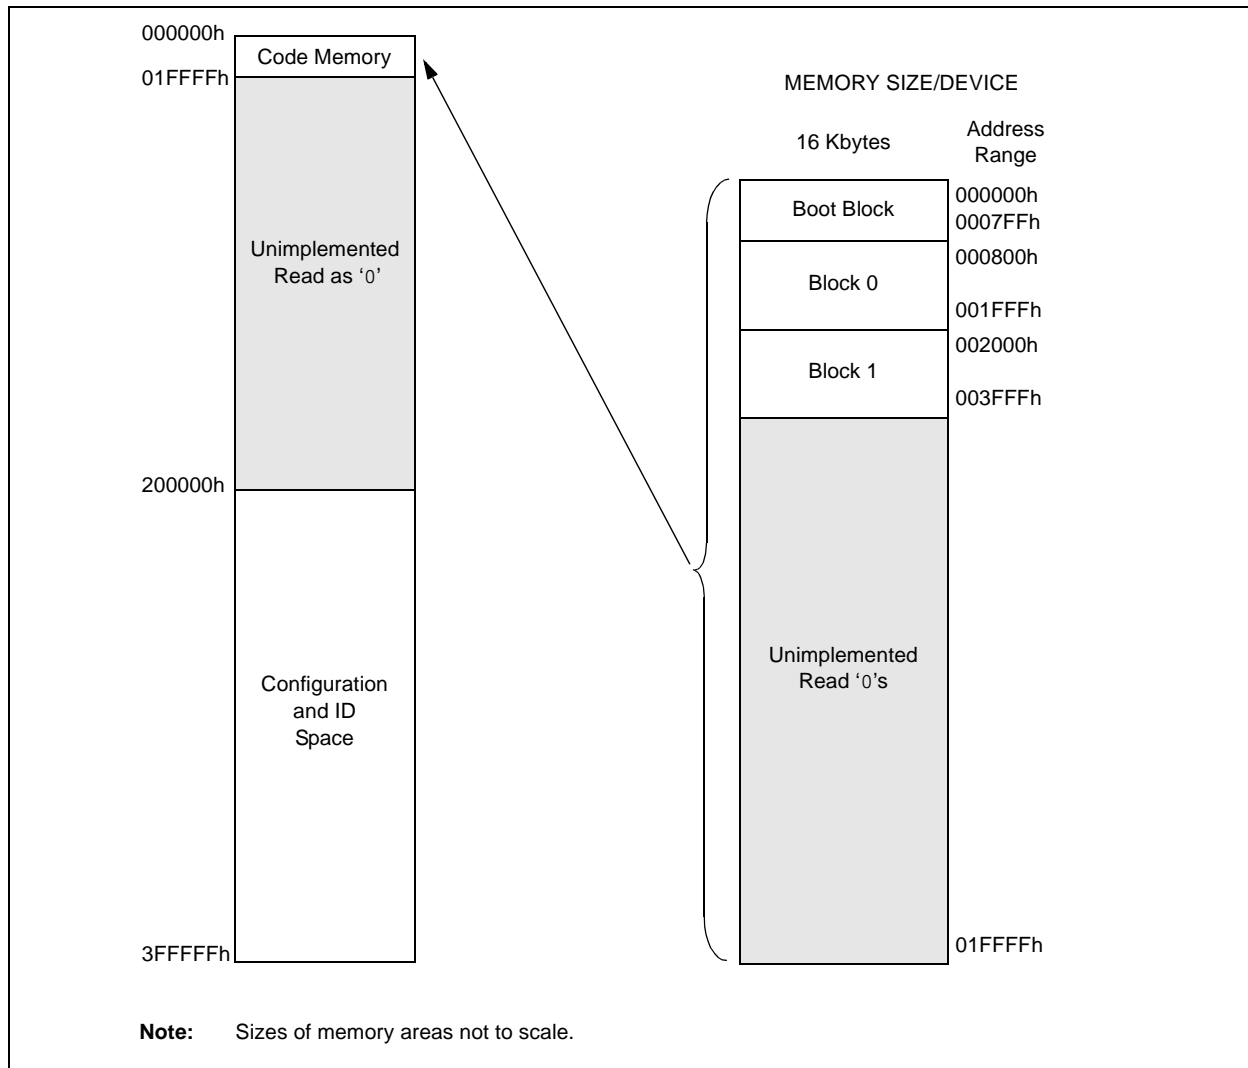 000000h
Code Memory
01FFFFh
Unimplemented
Read as ‘0’
200000h
Configuration
and ID
Space
3FFFFFh
MEMORY SIZE/DEVICE
16 Kbytes
Address
Range
Boot Block
000000h
0007FFh
Block 0
000800h
001FFFh
Block 1
002000h
003FFFh
Unimplemented
Read ‘0’s
01FFFFh
Note: Sizes of memory areas not to scale.